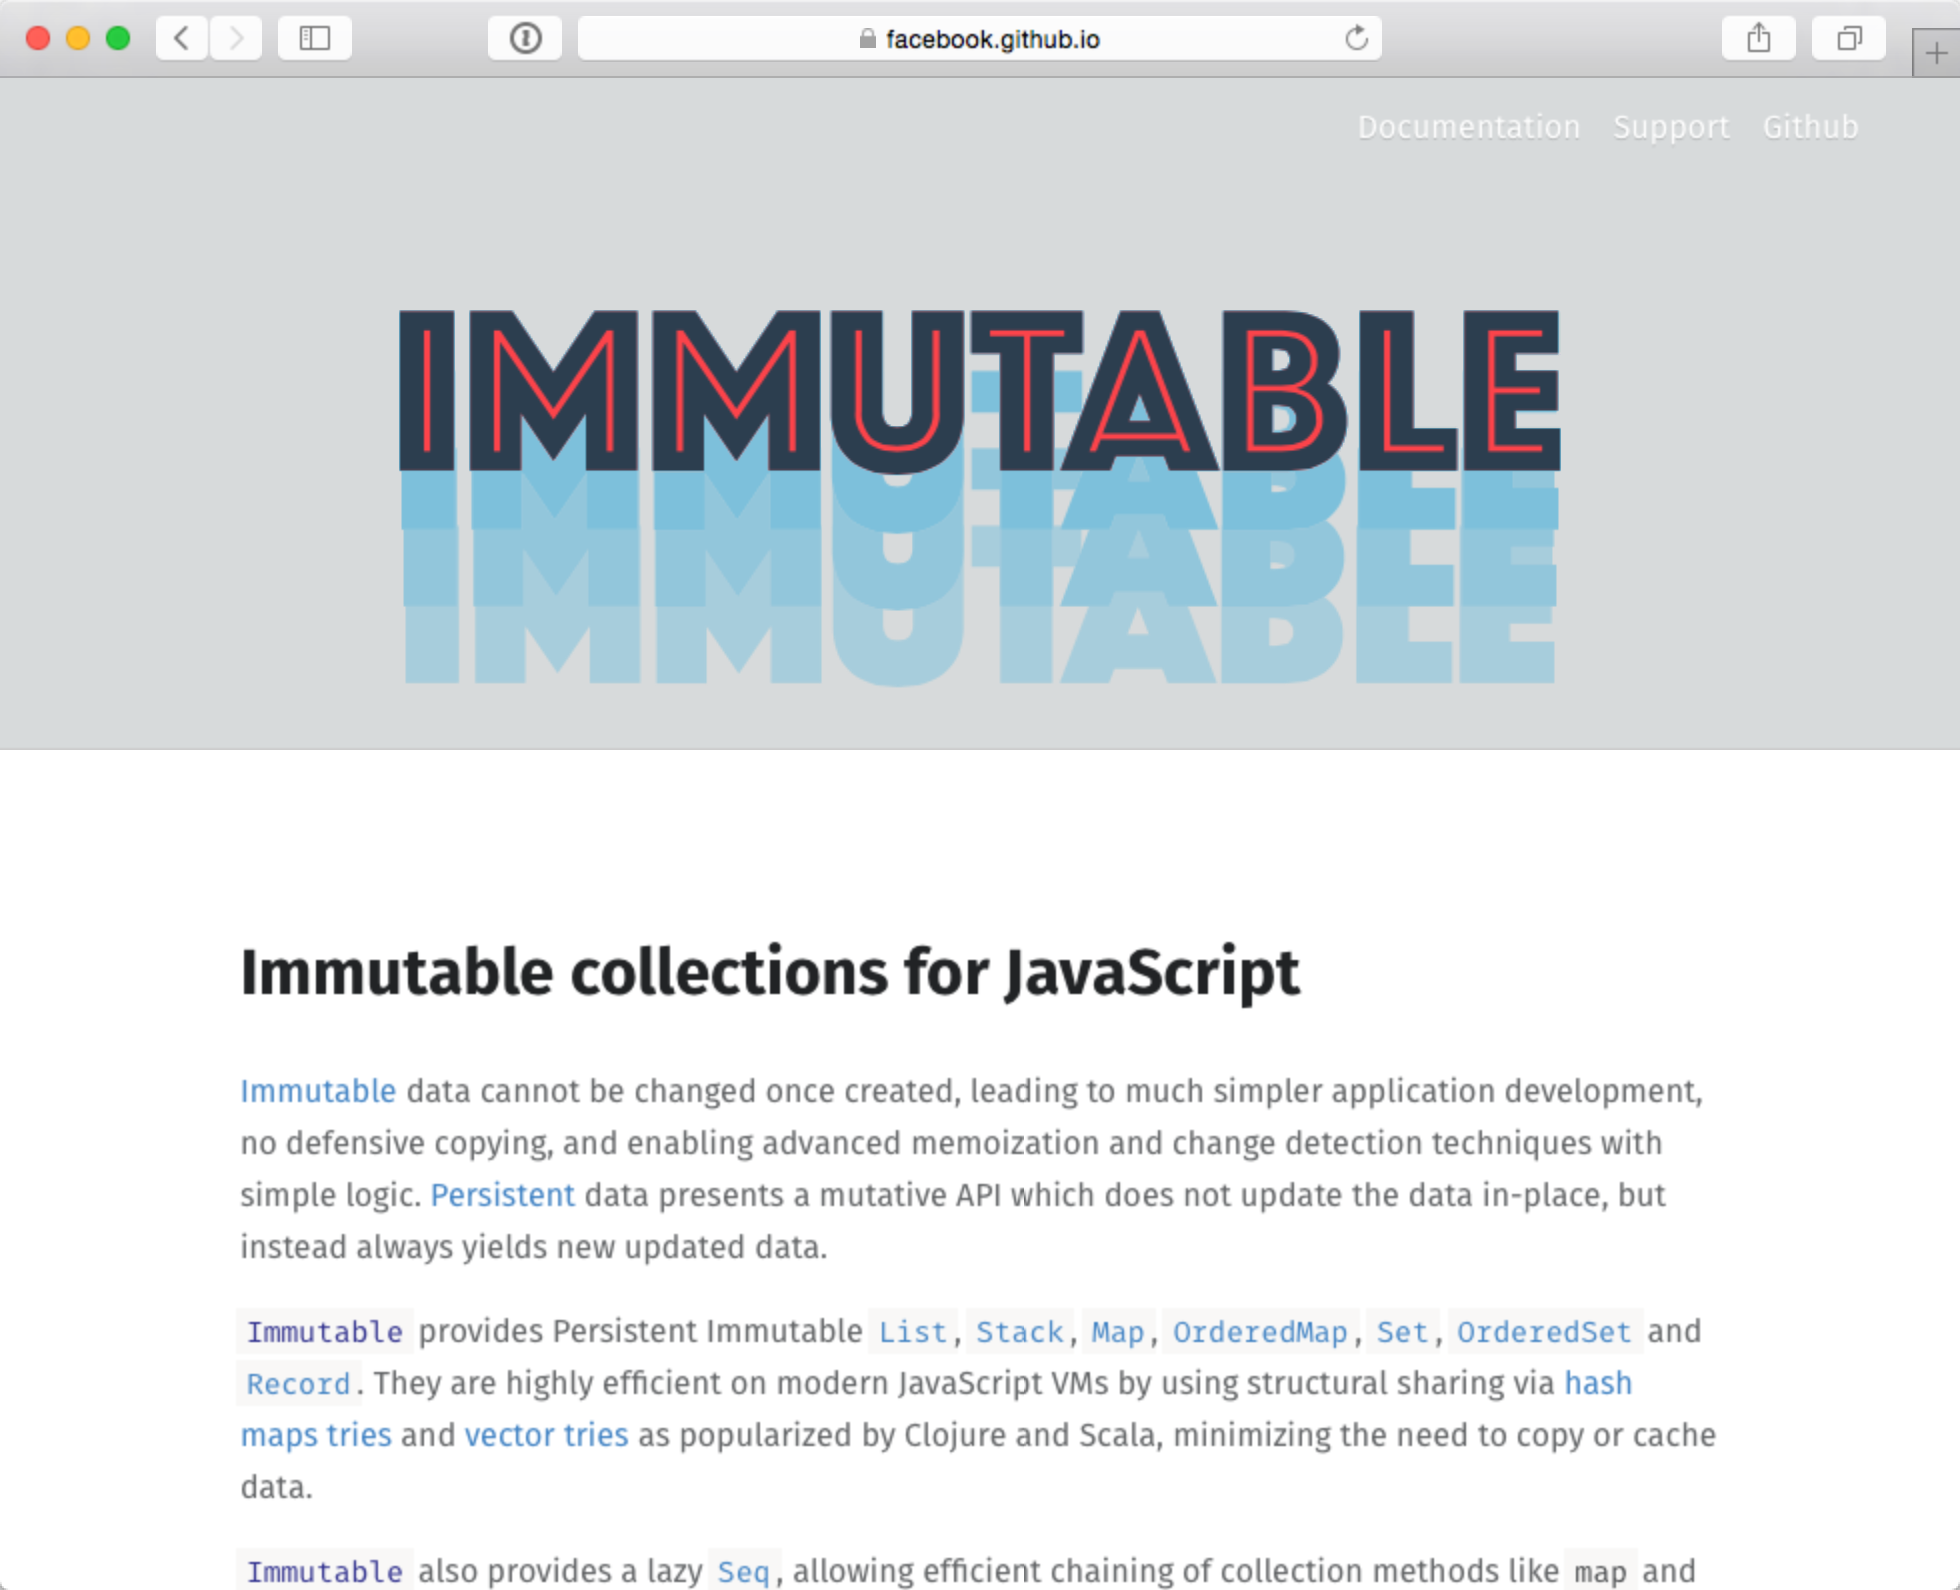 facebook.github.io
Documentation Support Github
IMMUTABLE
IMMUTABLE
IMMUTABLE
IMMUTABLE
Immutable collections for JavaScript
Immutable data cannot be changed once created, leading to much simpler application development,
no defensive copying, and enabling advanced memoization and change detection techniques with
simple logic. Persistent data presents a mutative API which does not update the data in-place, but
instead always yields new updated data.
Immutable provides Persistent Immutable List, Stack, Map, OrderedMap, Set, OrderedSet and
Record. They are highly efficient on modern JavaScript VMs by using structural sharing via hash
maps tries and vector tries as popularized by Clojure and Scala, minimizing the need to copy or cache
data.
Immutable also provides a lazy Seq, allowing efficient chaining of collection methods like map and